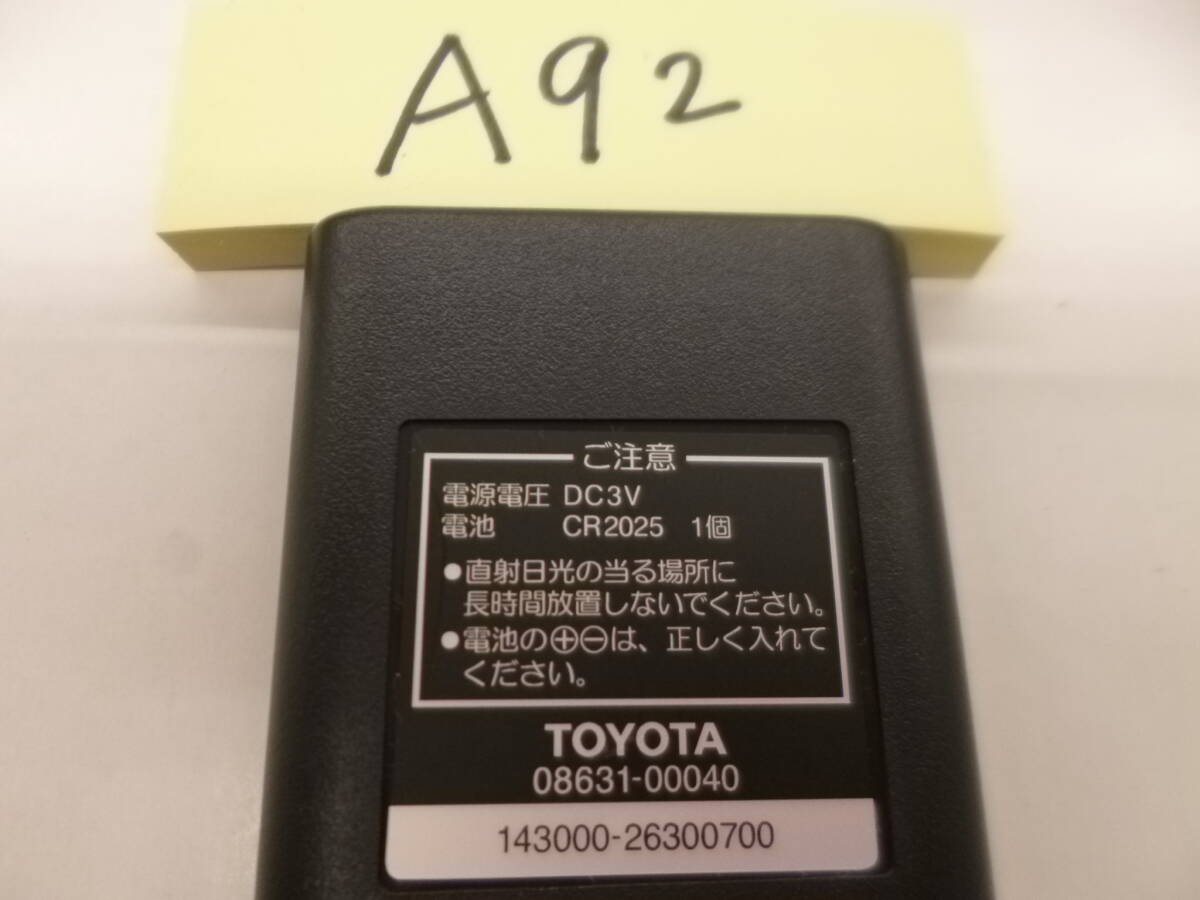 A92
ご注意
電源電圧 DC3V
電池 CR2025 1個
●直射日光の当る場所に
長時間放置しないでください。
●電池の⊕⊖は、正しく入れて
ください。
TOYOTA
08631-00040
143000-26300700